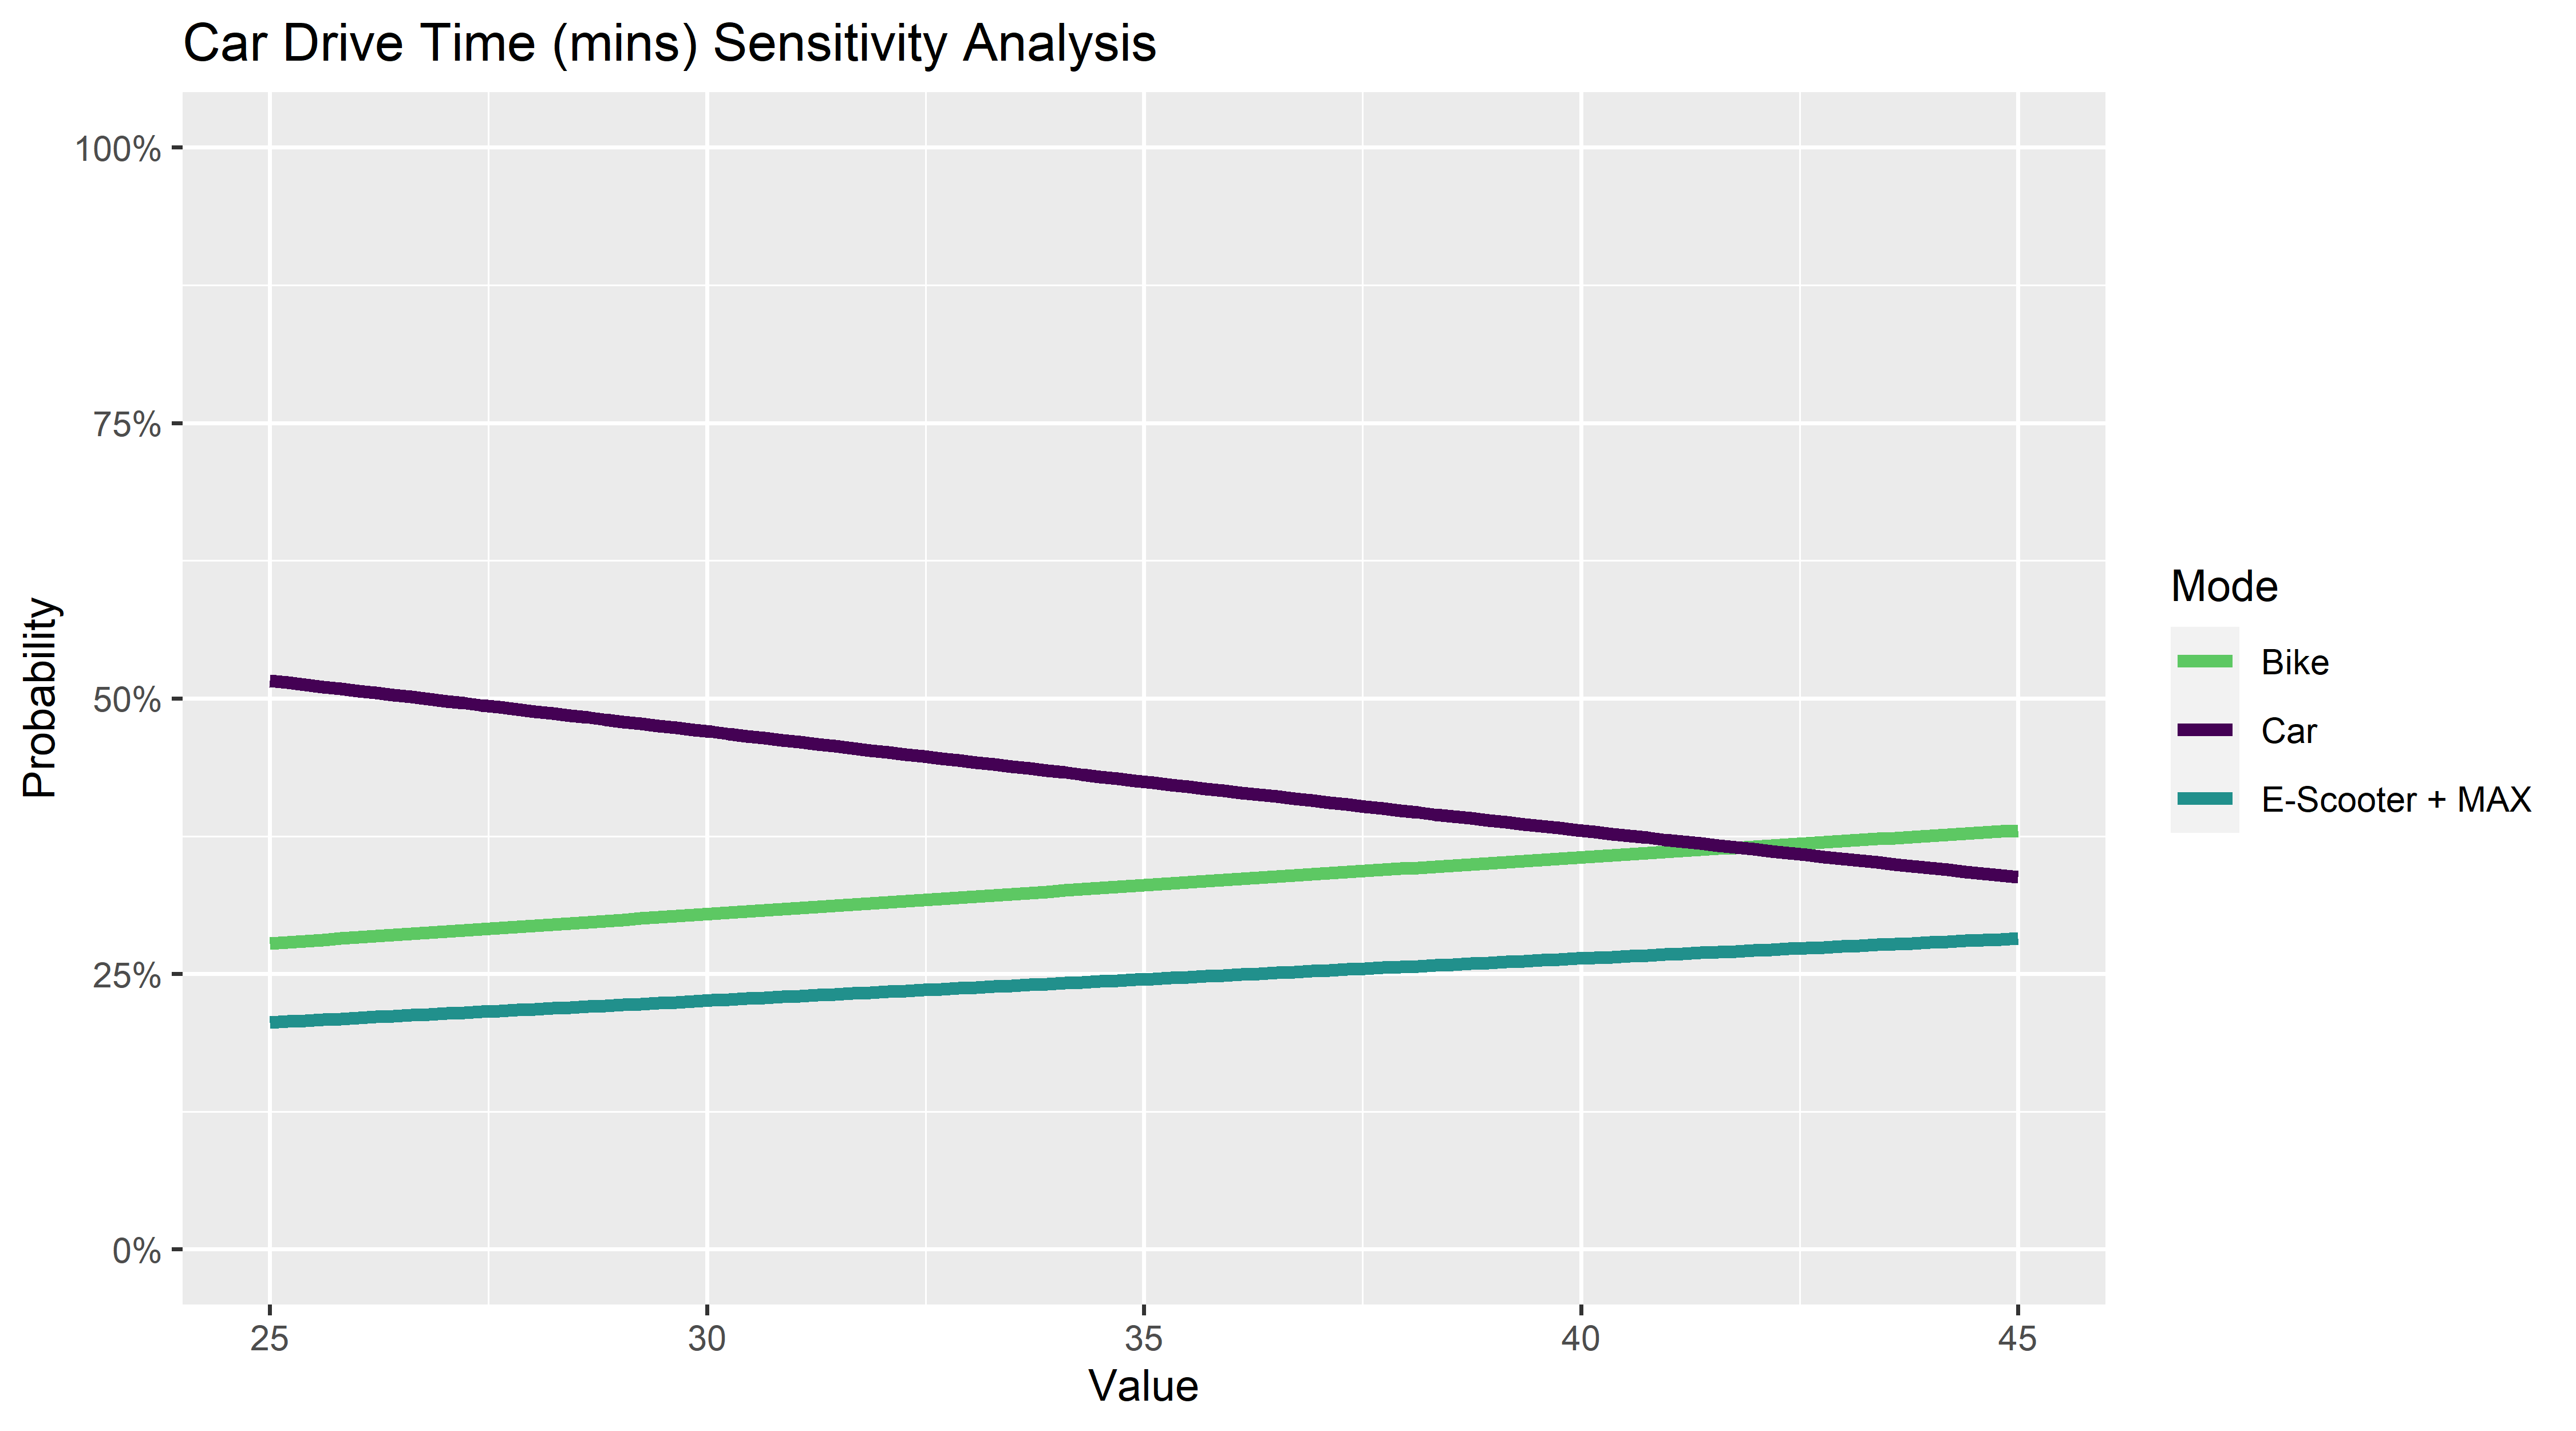 Car Drive Time (mins) Sensitivity Analysis
100%
75%
50%
25%
0%
Probability
25
30
35
40
45
Value
Mode
Bike
Car
E-Scooter + MAX